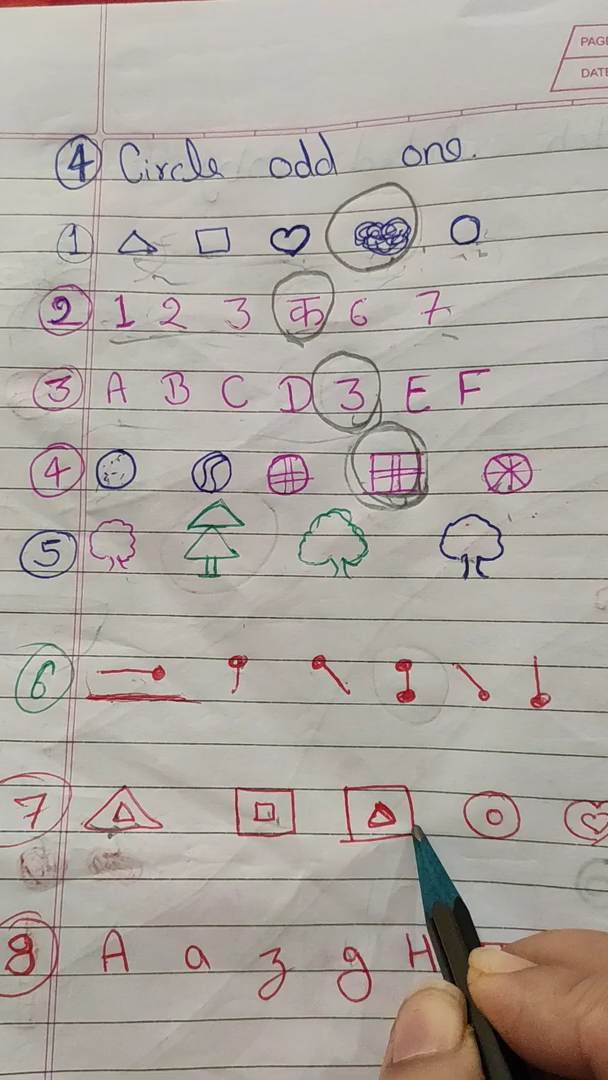 PAGE
DATE
4 Circle odd one.
1
2 1 2 3 क 6 7
3 A B C D 3 E F
4
5
6
7
8 A a z g H